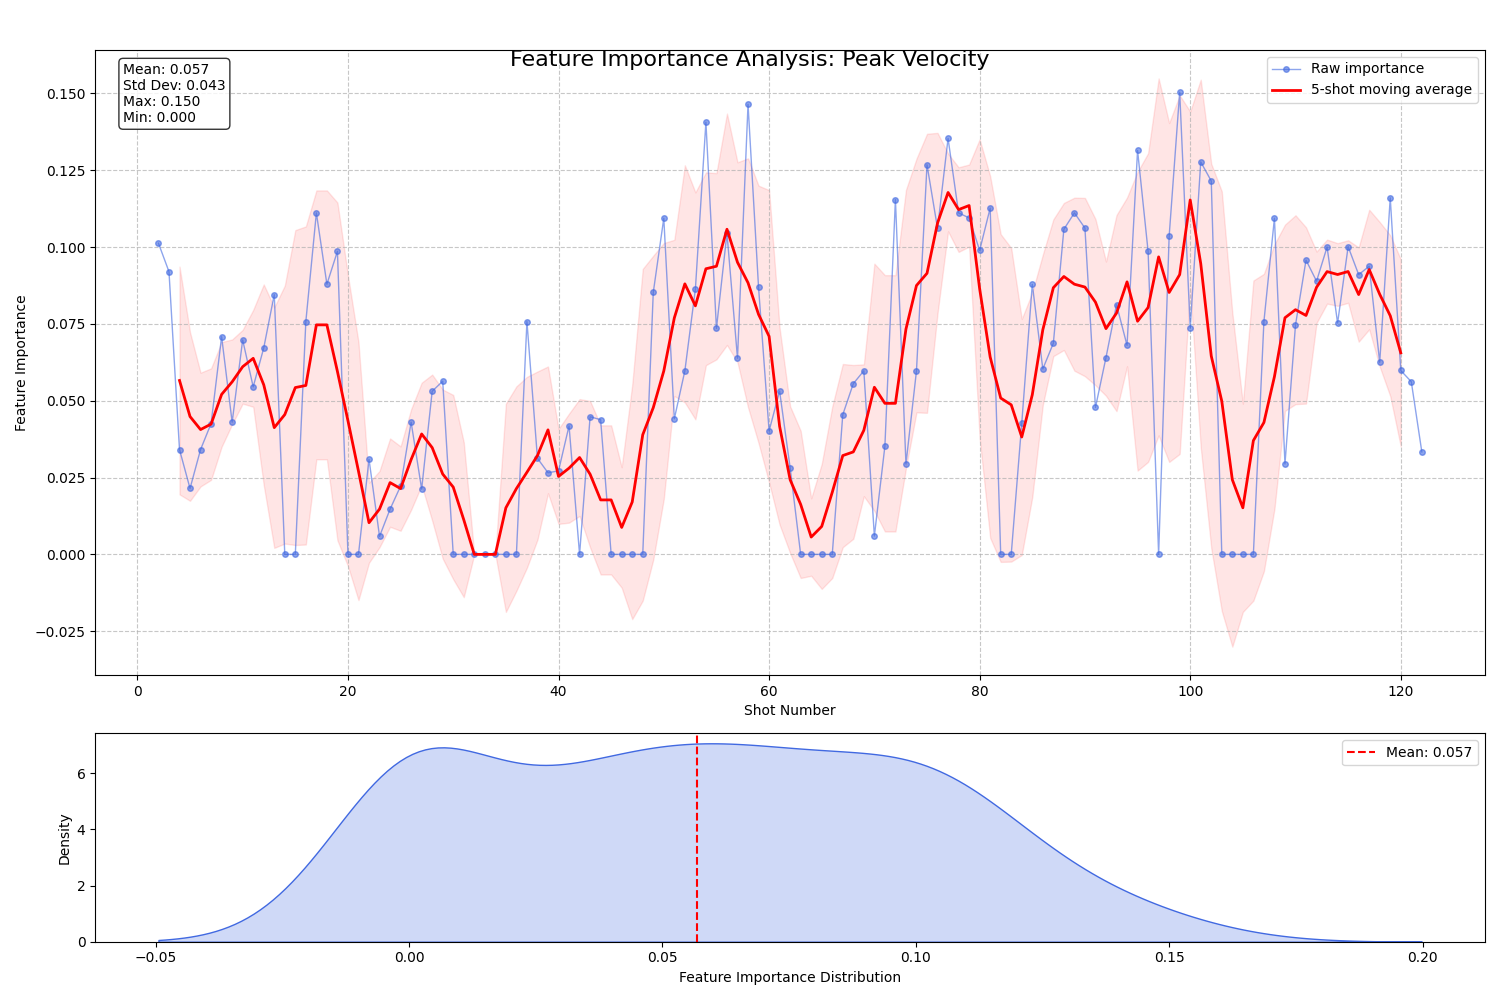 Feature Importance Analysis: Peak Velocity
Mean: 0.057
Std Dev: 0.043
Max: 0.150
Min: 0.000
Raw importance
5-shot moving average
Feature Importance
0.150
0.125
0.100
0.075
0.050
0.025
0.000
−0.025
0 20 40 60 80 100 120
Shot Number
Mean: 0.057
Density
6
4
2
0
−0.05 0.00 0.05 0.10 0.15 0.20
Feature Importance Distribution